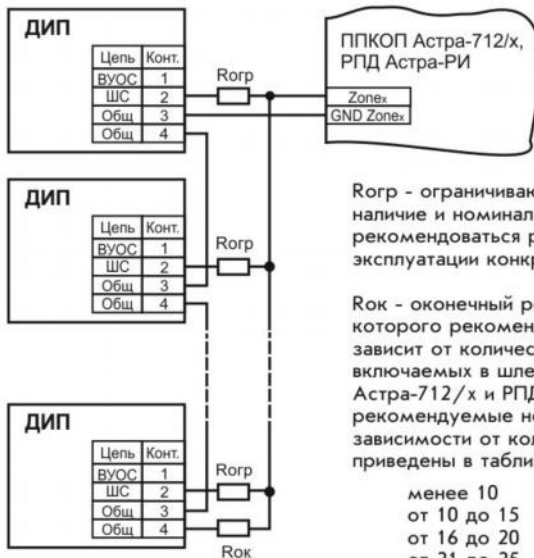 ДИП
Цепь Конт.
ВУОС 1
ШС 2
Общ 3
Общ 4
Rогр
ППКОП Астра-712/х,
РПД Астра-РИ
Zonex
GND Zonex
ДИП
Цепь Конт.
ВУОС 1
ШС 2
Общ 3
Общ 4
Rогр
ДИП
Цепь Конт.
ВУОС 1
ШС 2
Общ 3
Общ 4
Rогр
Rок
Rогр - ограничиваю
наличие и номинал
рекомендоваться р
эксплуатации конкр
Rок - оконечный ре
которого рекомен
зависит от количес
включаемых в шле
Астра-712/х и РПД
рекомендуемые но
зависимости от кол
приведены в табли
менее 10
от 10 до 15
от 16 до 20